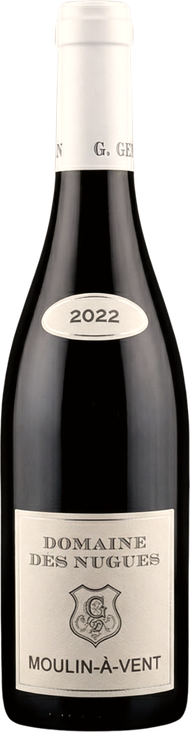 G. GE
2022
DOMAINE
DES NUGUES
G
MOULIN-À-VENT